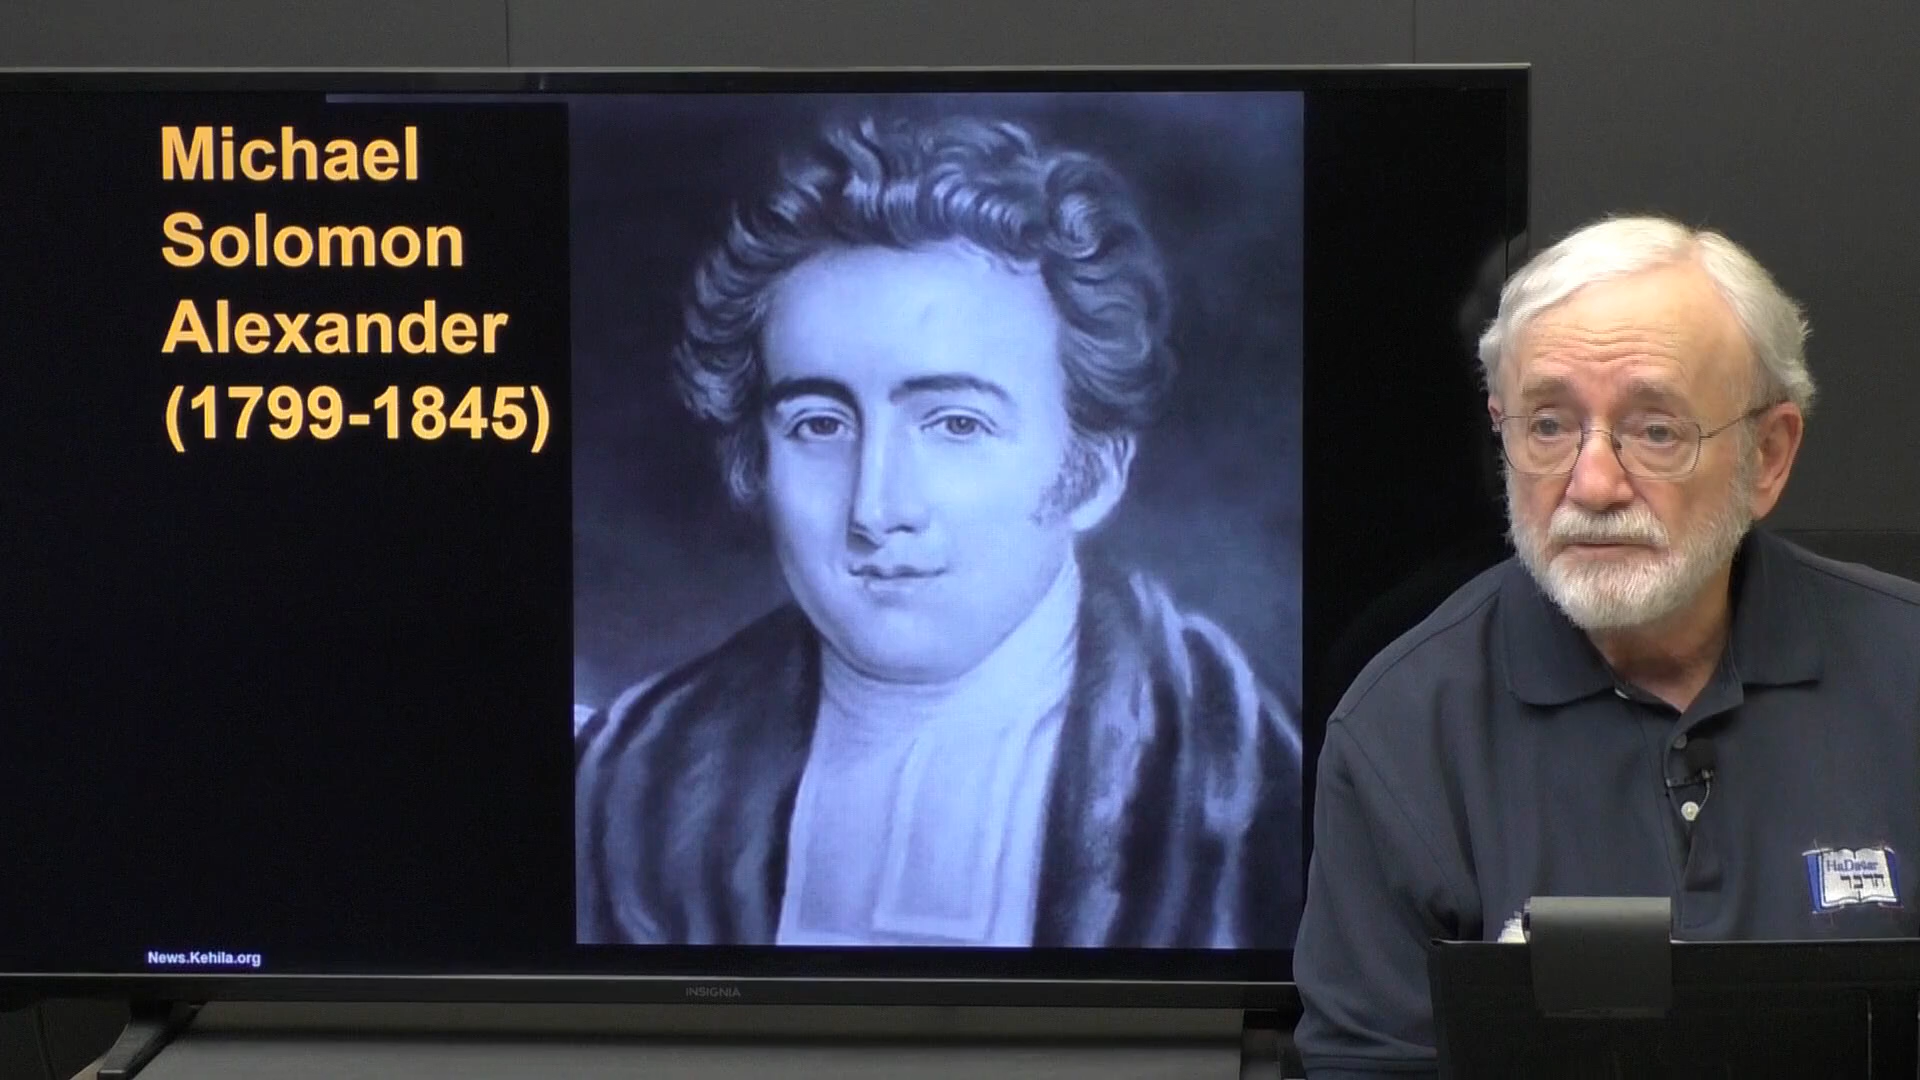 Michael
Solomon
Alexander
(1799-1845)
News.Kehila.org
INSIGNIA
HaDavar
הדבר